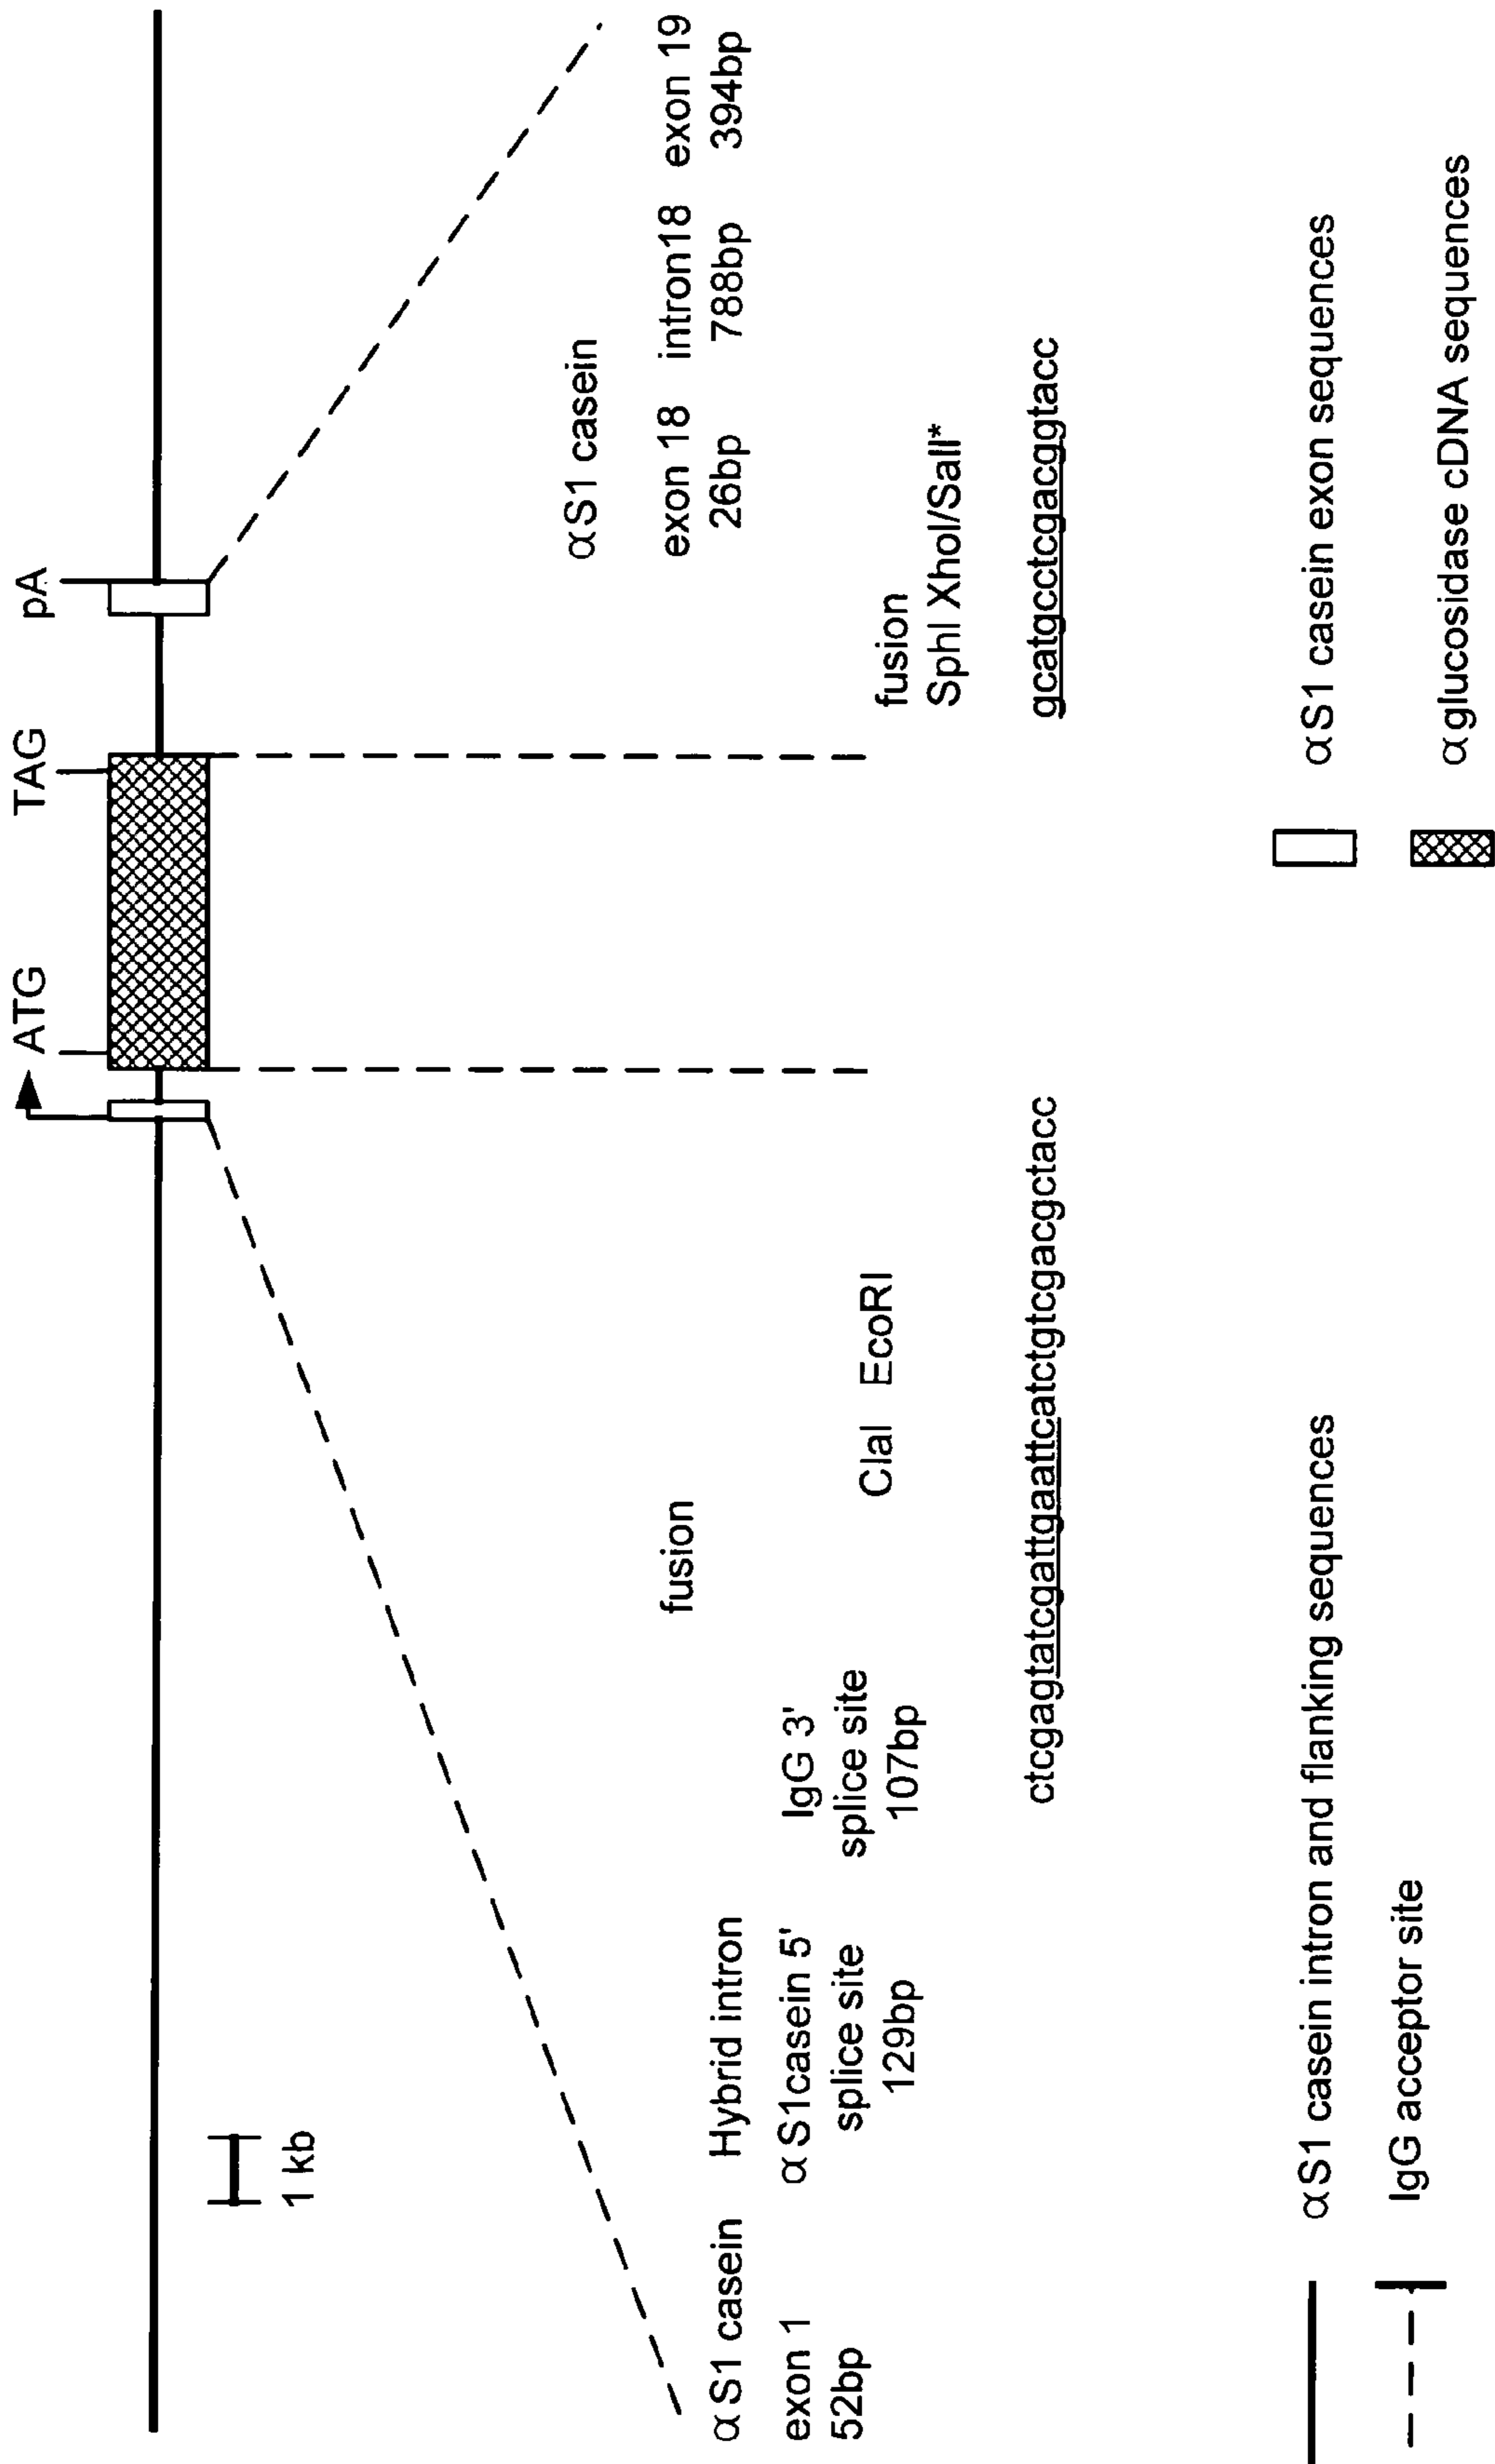 ATG TAG pA
1 kb
αS1 casein Hybrid intron fusion αS1 casein
exon 1 αS1casein 5' IgG 3' exon 18 intron18 exon 19
52bp splice site splice site 26bp 788bp 394bp
129bp 107bp
ClaI EcoRI
fusion
SphI XhoI/SalI*
ctcgagtatcgattgaattcatctgtcgacgctacc gcatgcctcgacggtacc
αS1 casein intron and flanking sequences
αS1 casein exon sequences
IgG acceptor site
αglucosidase cDNA sequences